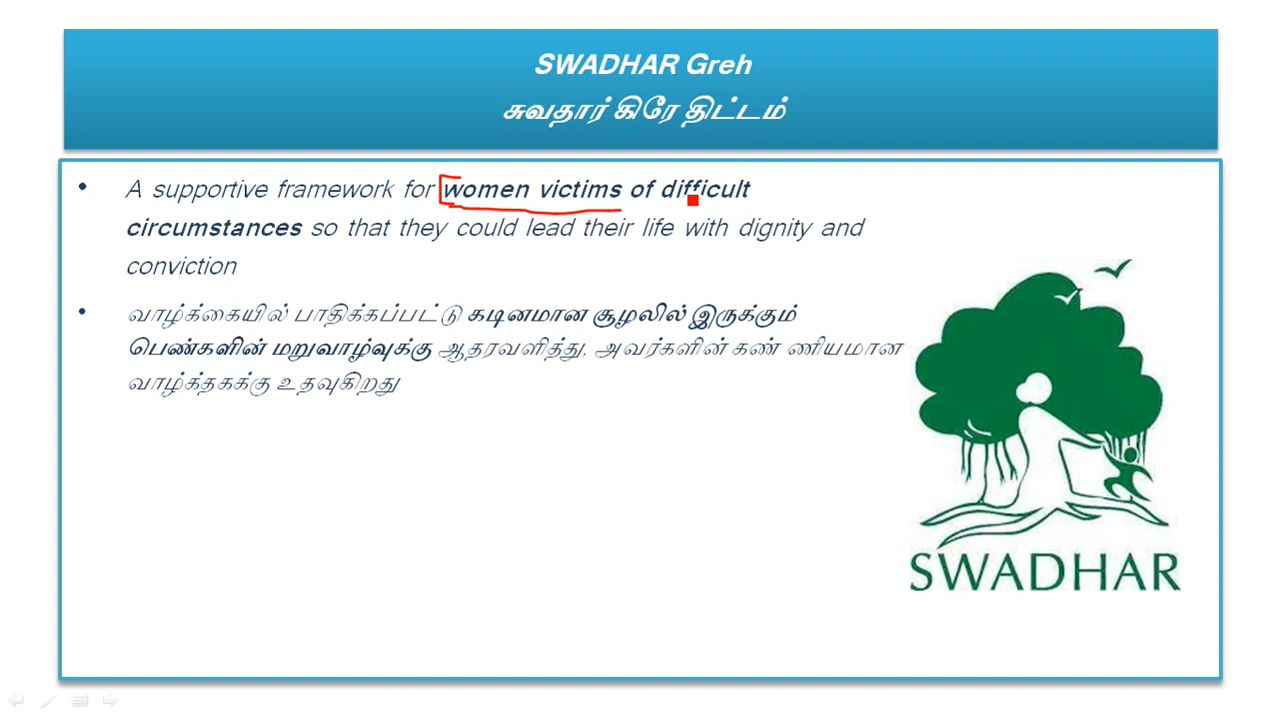 SWADHAR Greh
சுவதார் கிரே திட்டம்
• A supportive framework for women victims of difficult
circumstances so that they could lead their life with dignity and
conviction
• வாழ்க்கையில் பாதிக்கப்பட்டு கடினமான சூழலில் இருக்கும்
பெண்களின் மறுவாழ்வுக்கு ஆதரவளித்து, அவர்களின் கண் ணியமான
வாழ்க்தகக்கு உதவுகிறது
SWADHAR